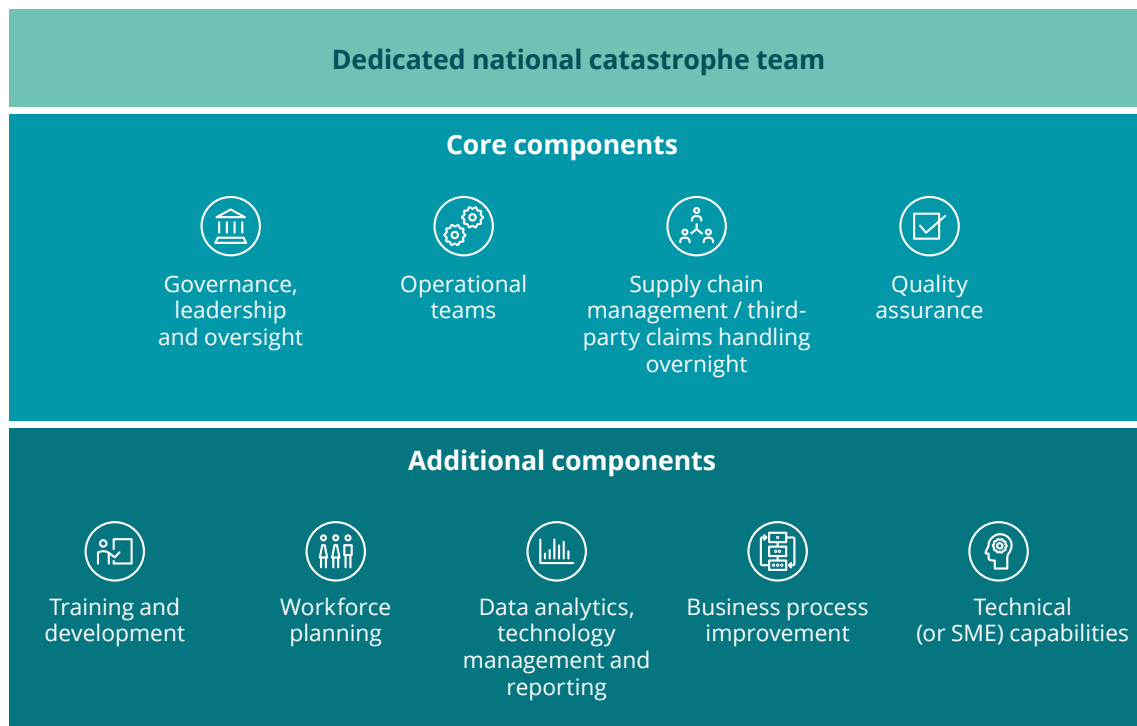 Dedicated national catastrophe team
Core components
Governance,
leadership
and oversight
Operational
teams
Supply chain
management / third-
party claims handling
overnight
Quality
assurance
Additional components
Training and
development
Workforce
planning
Data analytics,
technology
management and
reporting
Business process
improvement
Technical
(or SME) capabilities